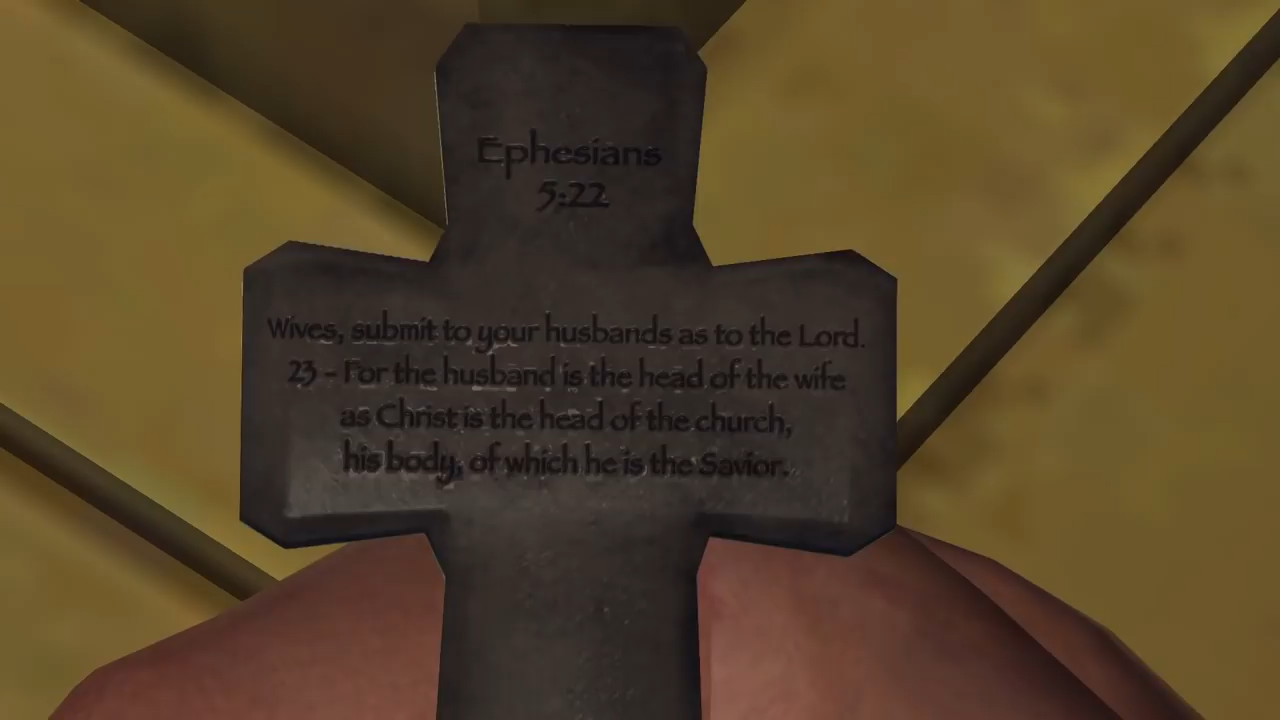 Ephesians
5:22
Wives, submit to your husbands as to the Lord.
23 - For the husband is the head of the wife
as Christ is the head of the church,
his body, of which he is the Savior.